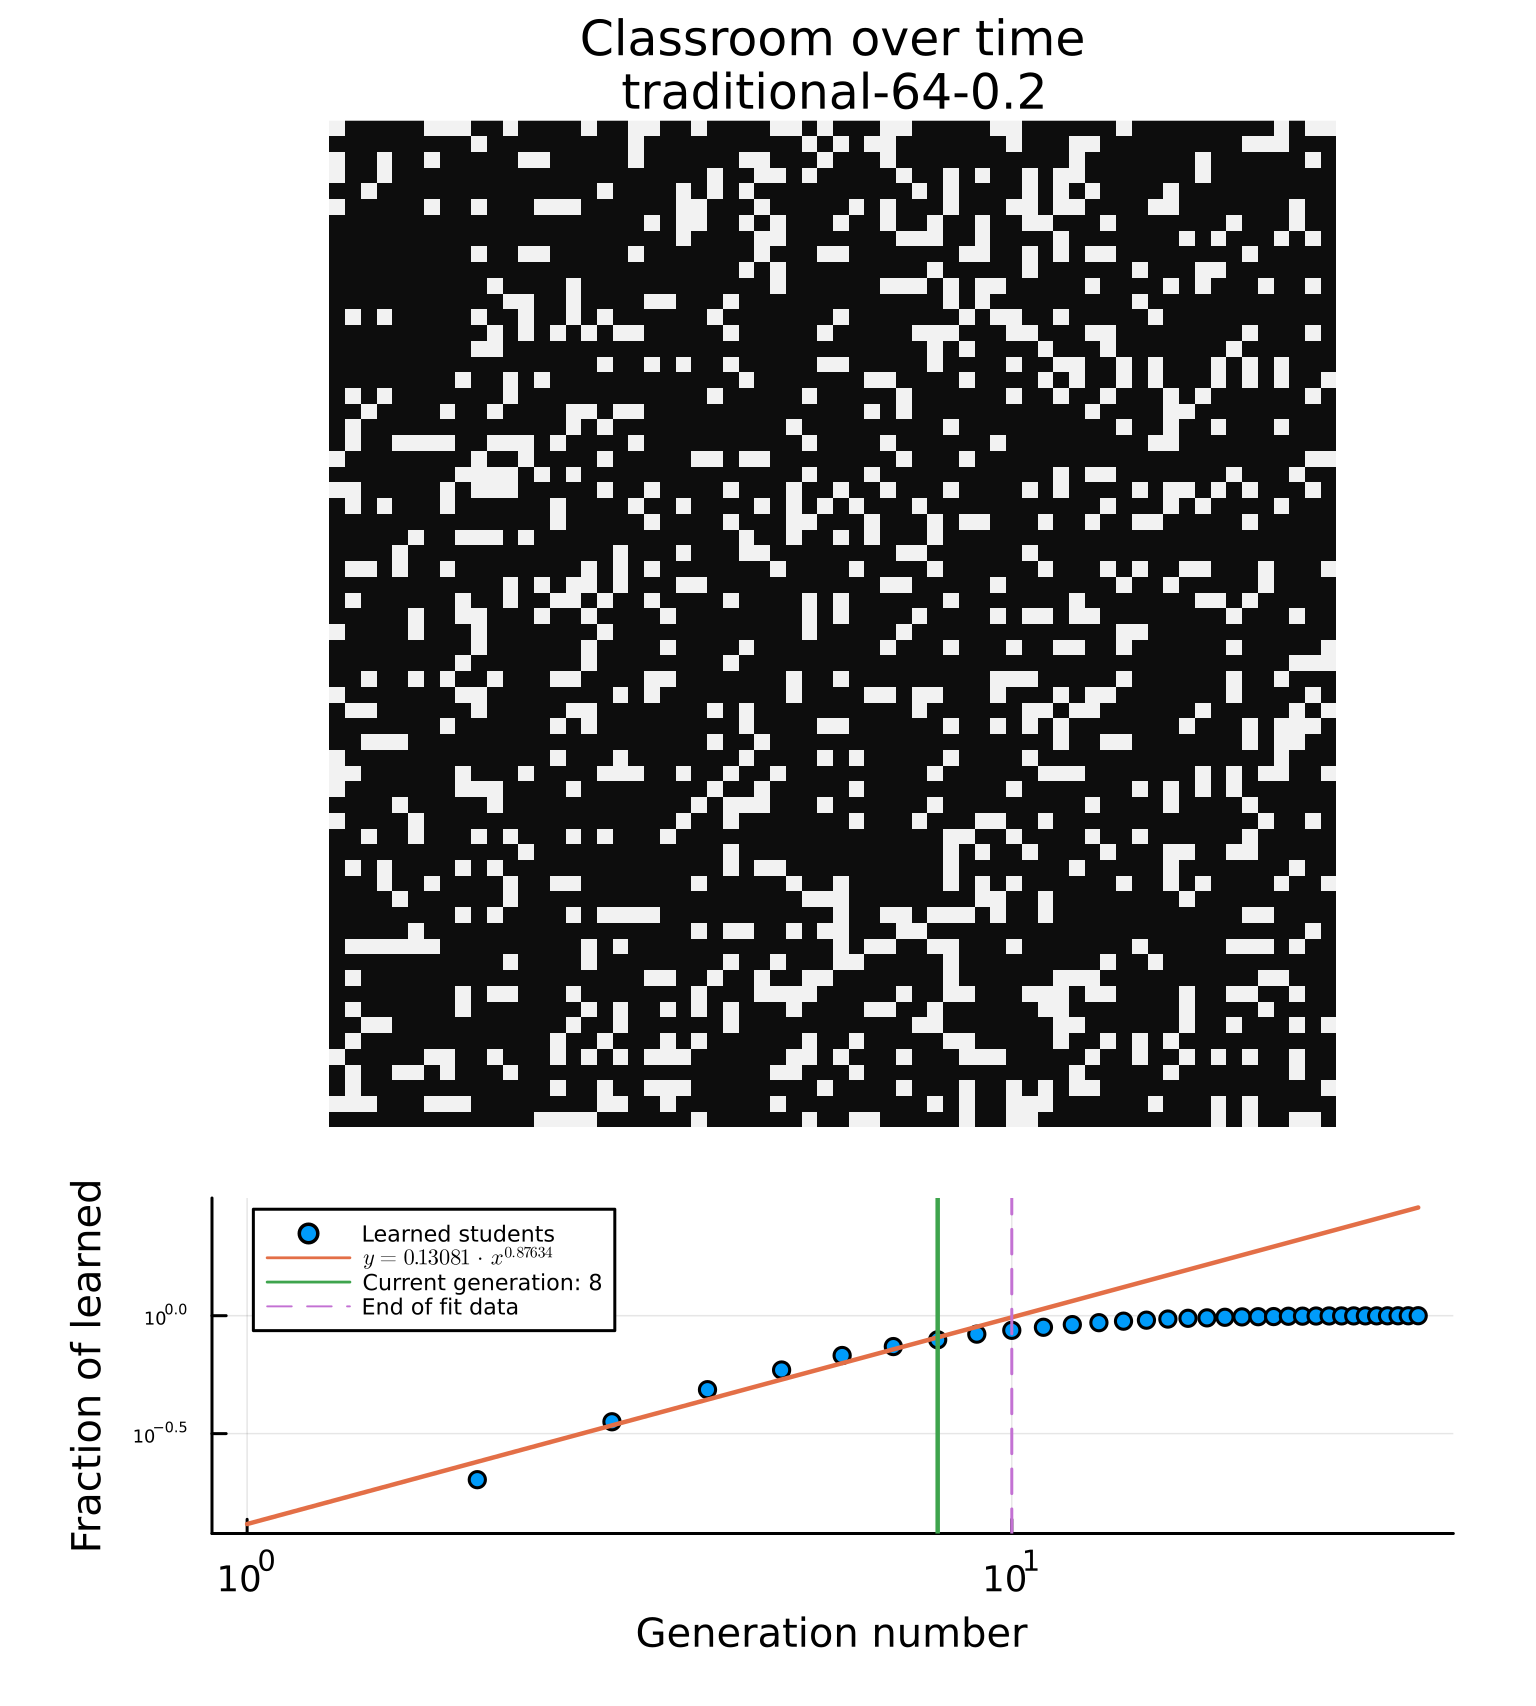 Classroom over time
traditional-64-0.2
Fraction of learned
Learned students
y = 0.13081 · x^0.87634
Current generation: 8
End of fit data
10^0.0
10^−0.5
10^0
10^1
Generation number